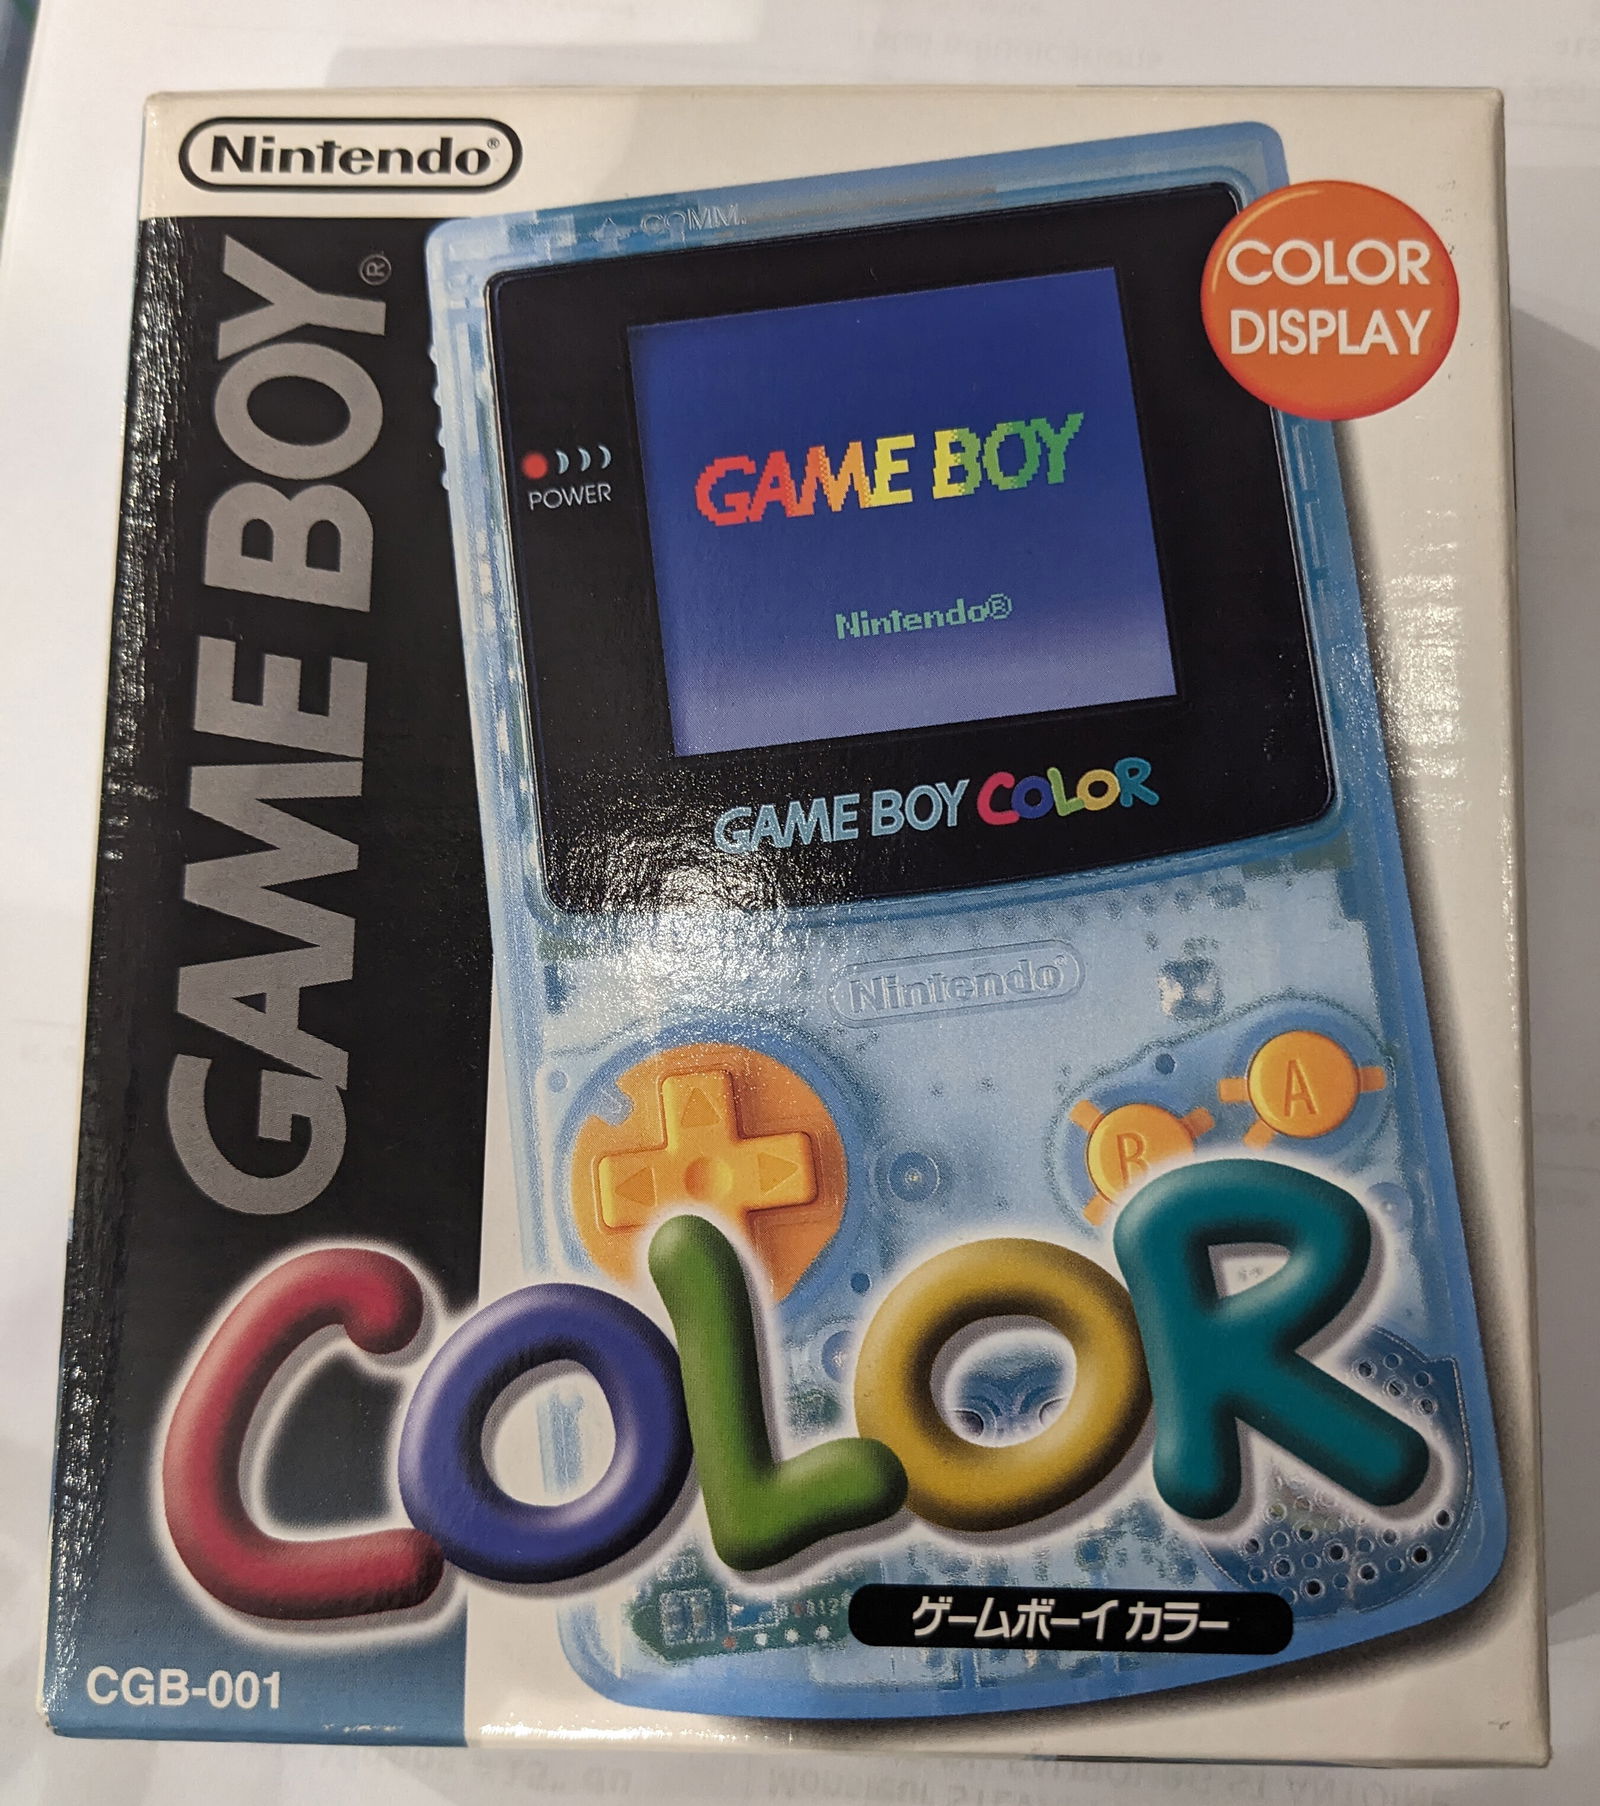 Nintendo®
GAME BOY®
COMM.
COLOR
DISPLAY
POWER
GAME BOY
Nintendo®
GAME BOY COLOR
Nintendo®
A
B
COLOR
ゲームボーイ カラー
CGB-001